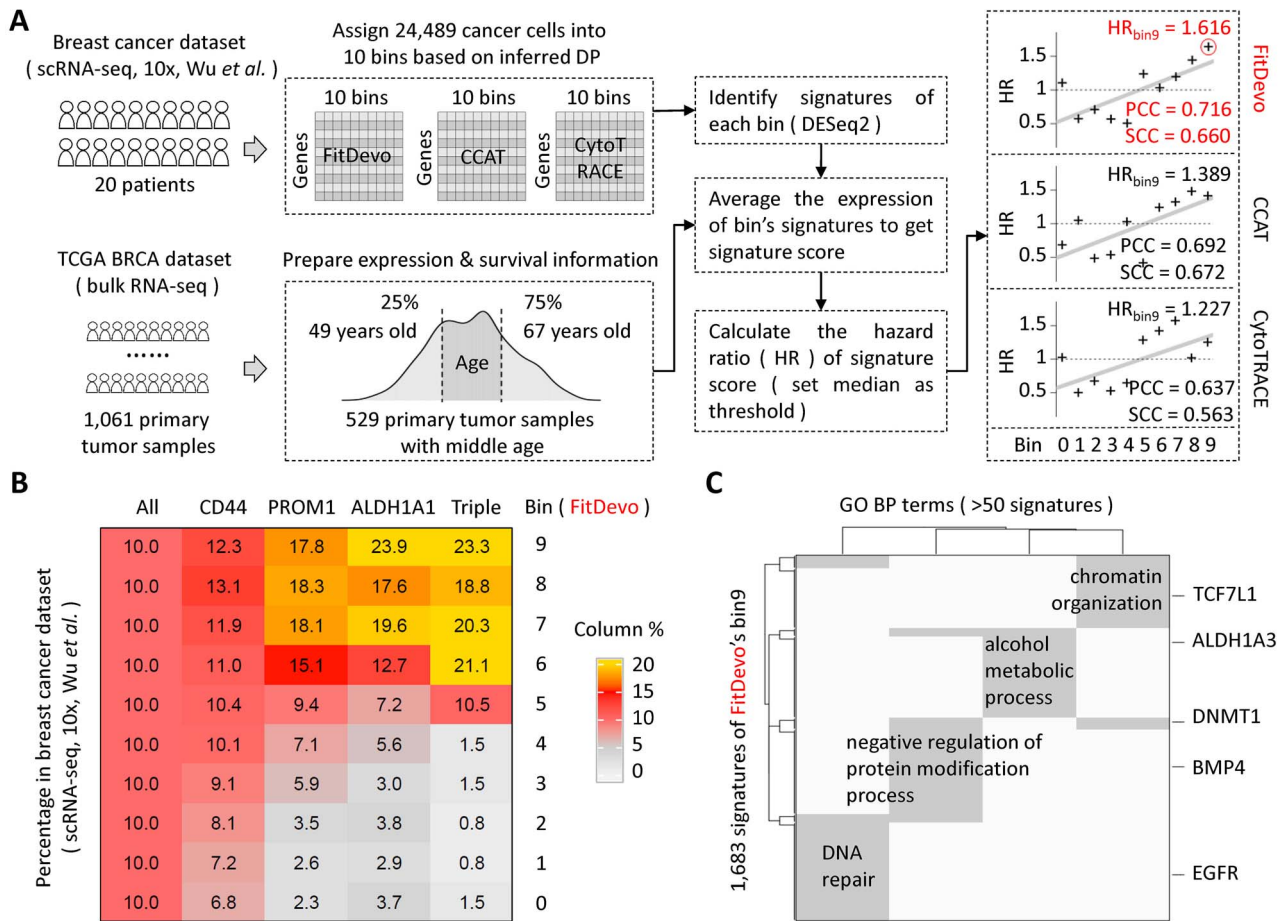 A
Breast cancer dataset
( scRNA-seq, 10x, Wu et al. )
20 patients
Assign 24,489 cancer cells into
10 bins based on inferred DP
10 bins 10 bins 10 bins
Genes
FitDevo
Genes
CCAT
Genes
CytoT
RACE
TCGA BRCA dataset
( bulk RNA-seq )
......
1,061 primary
tumor samples
Prepare expression & survival information
25%
49 years old
75%
67 years old
Age
529 primary tumor samples
with middle age
Identify signatures of
each bin ( DESeq2 )
Average the expression
of bin's signatures to get
signature score
Calculate the hazard
ratio ( HR ) of signature
score ( set median as
threshold )
HRbin9 = 1.616
HR
1.5
1
0.5
PCC = 0.716
SCC = 0.660
FitDevo
HRbin9 = 1.389
HR
1.5
1
0.5
PCC = 0.692
SCC = 0.672
CCAT
HRbin9 = 1.227
HR
1.5
1
0.5
PCC = 0.637
SCC = 0.563
CytoTRACE
Bin 0 1 2 3 4 5 6 7 8 9
B
Percentage in breast cancer dataset
( scRNA-seq, 10x, Wu et al. )
All CD44 PROM1 ALDH1A1 Triple Bin ( FitDevo )
10.0 12.3 17.8 23.9 23.3 9
10.0 13.1 18.3 17.6 18.8 8
10.0 11.9 18.1 19.6 20.3 7
10.0 11.0 15.1 12.7 21.1 6
10.0 10.4 9.4 7.2 10.5 5
10.0 10.1 7.1 5.6 1.5 4
10.0 9.1 5.9 3.0 1.5 3
10.0 8.1 3.5 3.8 0.8 2
10.0 7.2 2.6 2.9 0.8 1
10.0 6.8 2.3 3.7 1.5 0
Column %
20
15
10
5
0
C
GO BP terms ( >50 signatures )
1,683 signatures of FitDevo's bin9
chromatin
organization
alcohol
metabolic
process
negative regulation of
protein modification
process
DNA
repair
TCF7L1
ALDH1A3
DNMT1
BMP4
EGFR